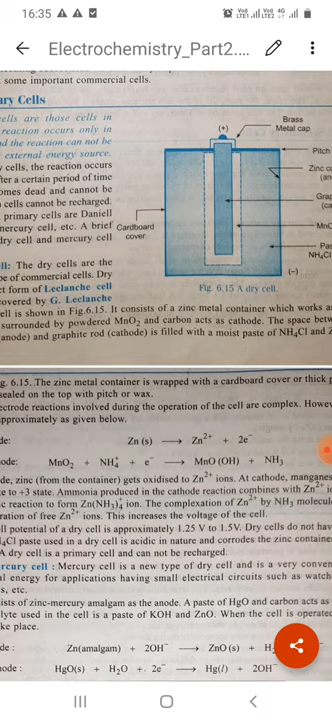 16:35
Electrochemistry_Part2....
some important commercial cells.
ary Cells
cells are those cells in
reaction occurs only in
nd the reaction can not be
external energy source.
y cells, the reaction occurs
fter a certain period of time
omes dead and cannot be
cells cannot be recharged.
primary cells are Daniell
mercury cell, etc. A brief
dry cell and mercury cell
(+)
Brass
Metal cap
Pitch
Zinc co
(an
Grap
(ca
MnO
Pas
NH4Cl
(−)
Cardboard
cover
Fig. 6.15 A dry cell.
ll: The dry cells are the
pe of commercial cells. Dry
ct form of Leclanche cell
covered by G. Leclanche
ell is shown in Fig.6.15. It consists of a zinc metal container which works a
surrounded by powdered MnO2 and carbon acts as cathode. The space betw
anode) and graphite rod (cathode) is filled with a moist paste of NH4Cl and Z
g. 6.15. The zinc metal container is wrapped with a cardboard cover or thick p
sealed on the top with pitch or wax.
ectrode reactions involved during the operation of the cell are complex. Howev
pproximately as given below.
de: Zn (s) → Zn2+ + 2e−
ode: MnO2 + NH4+ + e− → MnO (OH) + NH3
de, zinc (from the container) gets oxidised to Zn2+ ions. At cathode, manganes
e to +3 state. Ammonia produced in the cathode reaction combines with Zn2+ i
c reaction to form Zn(NH3)4 ion. The complexation of Zn2+ by NH3 molecul
ration of free Zn2+ ions. This increases the voltage of the cell.
ll potential of a dry cell is approximately 1.25 V to 1.5V. Dry cells do not hav
4Cl paste used in a dry cell is acidic in nature and corrodes the zinc container
A dry cell is a primary cell and can not be recharged.
rcury cell : Mercury cell is a new type of dry cell and is a very conven
al energy for applications having small electrical circuits such as watch
s, etc.
ists of zinc-mercury amalgam as the anode. A paste of HgO and carbon acts as
lyte used in the cell is a paste of KOH and ZnO. When the cell is operated
ke place.
de : Zn(amalgam) + 2OH− → ZnO (s) + H
node : HgO(s) + H2O + 2e− → Hg(l) + 2OH−